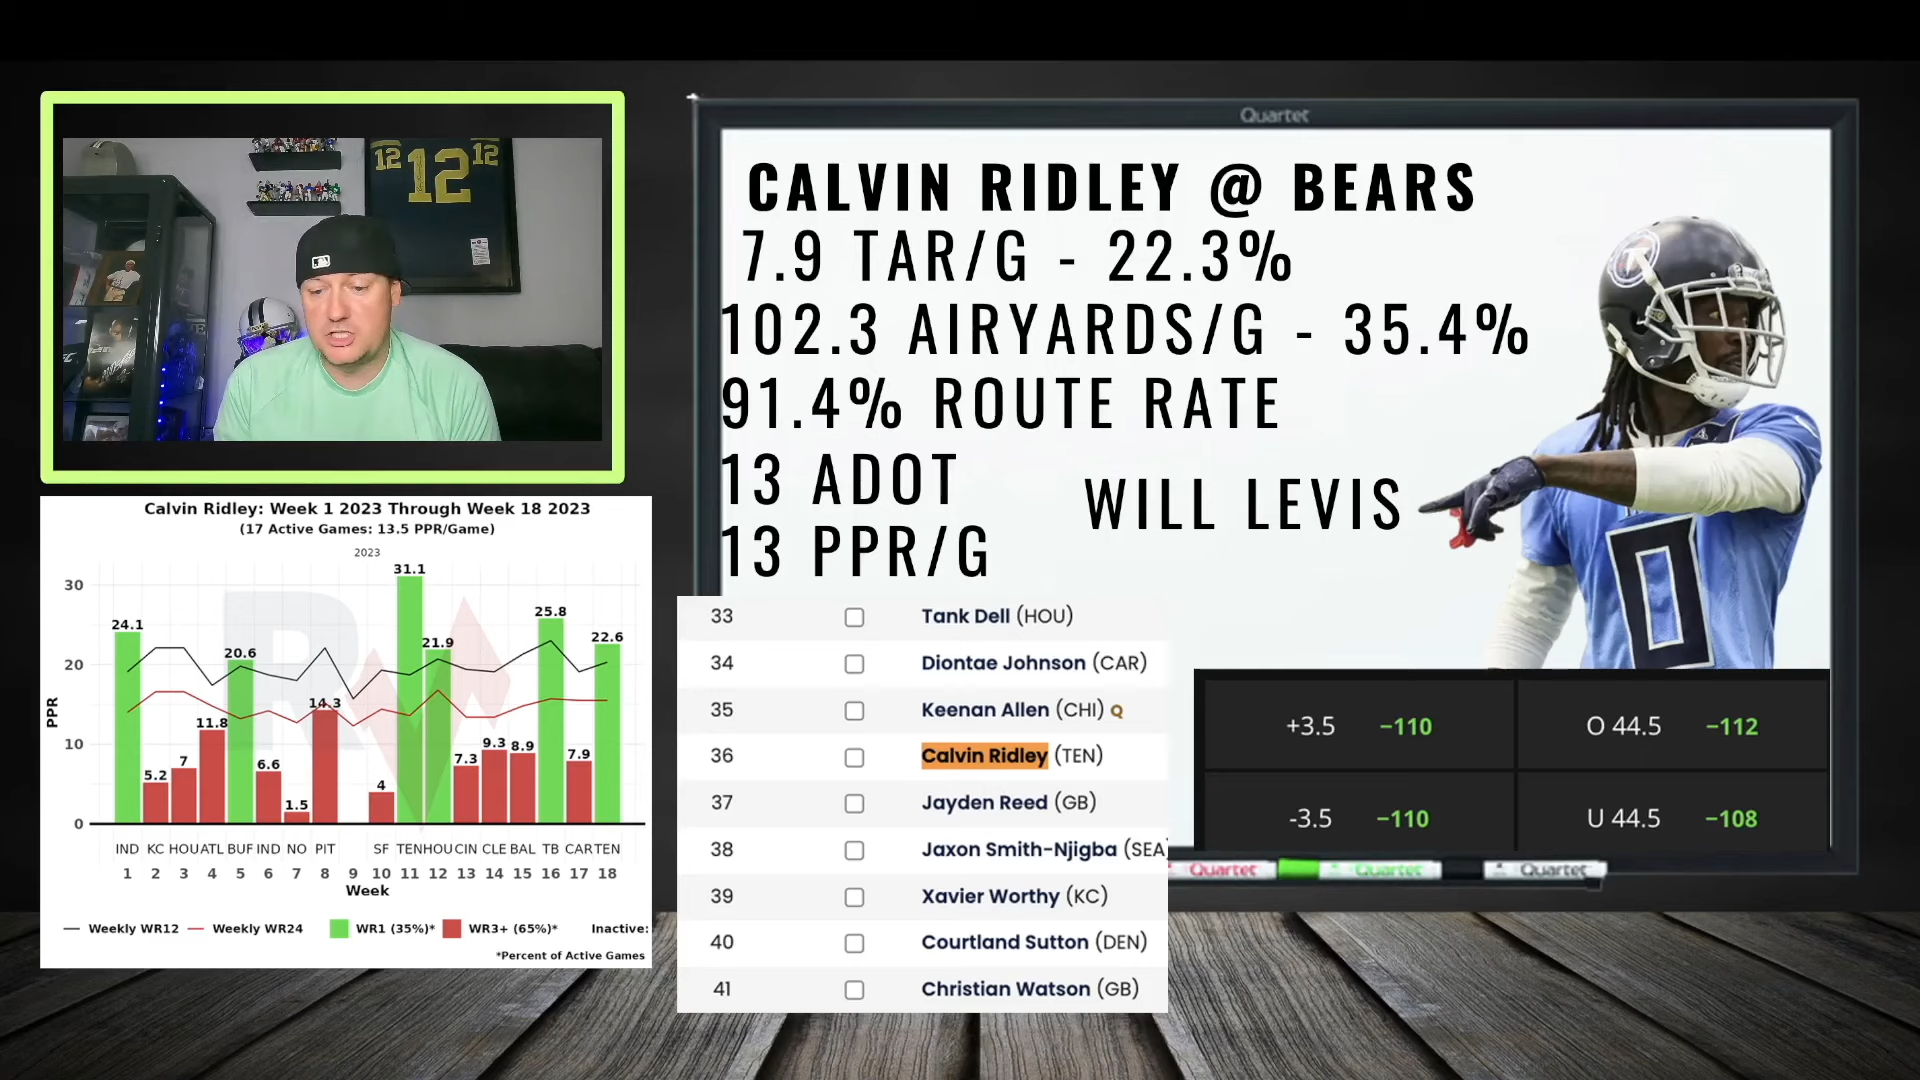 Quartet
12 12 12
CALVIN RIDLEY @ BEARS
7.9 TAR/G - 22.3%
102.3 AIRYARDS/G - 35.4%
91.4% ROUTE RATE
13 ADOT
WILL LEVIS
13 PPR/G
0
Calvin Ridley: Week 1 2023 Through Week 18 2023
(17 Active Games: 13.5 PPR/Game)
2023
PPR
30
20
10
0
24.1 5.2 7 11.8 20.6 6.6 1.5 14.3 4 31.1 21.9 7.3 9.3 8.9 25.8 7.9 22.6
IND KC HOU ATL BUF IND NO PIT SF TEN HOU CIN CLE BAL TB CAR TEN
1 2 3 4 5 6 7 8 9 10 11 12 13 14 15 16 17 18
Week
Weekly WR12 Weekly WR24 WR1 (35%)* WR3+ (65%)* Inactive:
*Percent of Active Games
33 Tank Dell (HOU)
34 Diontae Johnson (CAR)
35 Keenan Allen (CHI) Q
36 Calvin Ridley (TEN)
37 Jayden Reed (GB)
38 Jaxon Smith-Njigba (SEA
39 Xavier Worthy (KC)
40 Courtland Sutton (DEN)
41 Christian Watson (GB)
+3.5 −110 O 44.5 −112
-3.5 −110 U 44.5 −108
Quartet Quartet Quartet